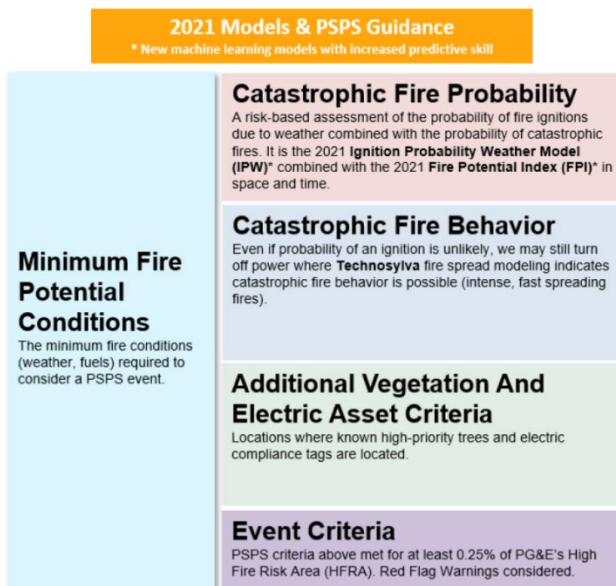 2021 Models & PSPS Guidance
* New machine learning models with increased predictive skill
Minimum Fire
Potential
Conditions
The minimum fire conditions
(weather, fuels) required to
consider a PSPS event.
Catastrophic Fire Probability
A risk-based assessment of the probability of fire ignitions
due to weather combined with the probability of catastrophic
fires. It is the 2021 Ignition Probability Weather Model
(IPW)* combined with the 2021 Fire Potential Index (FPI)* in
space and time.
Catastrophic Fire Behavior
Even if probability of an ignition is unlikely, we may still turn
off power where Technosylva fire spread modeling indicates
catastrophic fire behavior is possible (intense, fast spreading
fires).
Additional Vegetation And
Electric Asset Criteria
Locations where known high-priority trees and electric
compliance tags are located.
Event Criteria
PSPS criteria above met for at least 0.25% of PG&E's High
Fire Risk Area (HFRA). Red Flag Warnings considered.